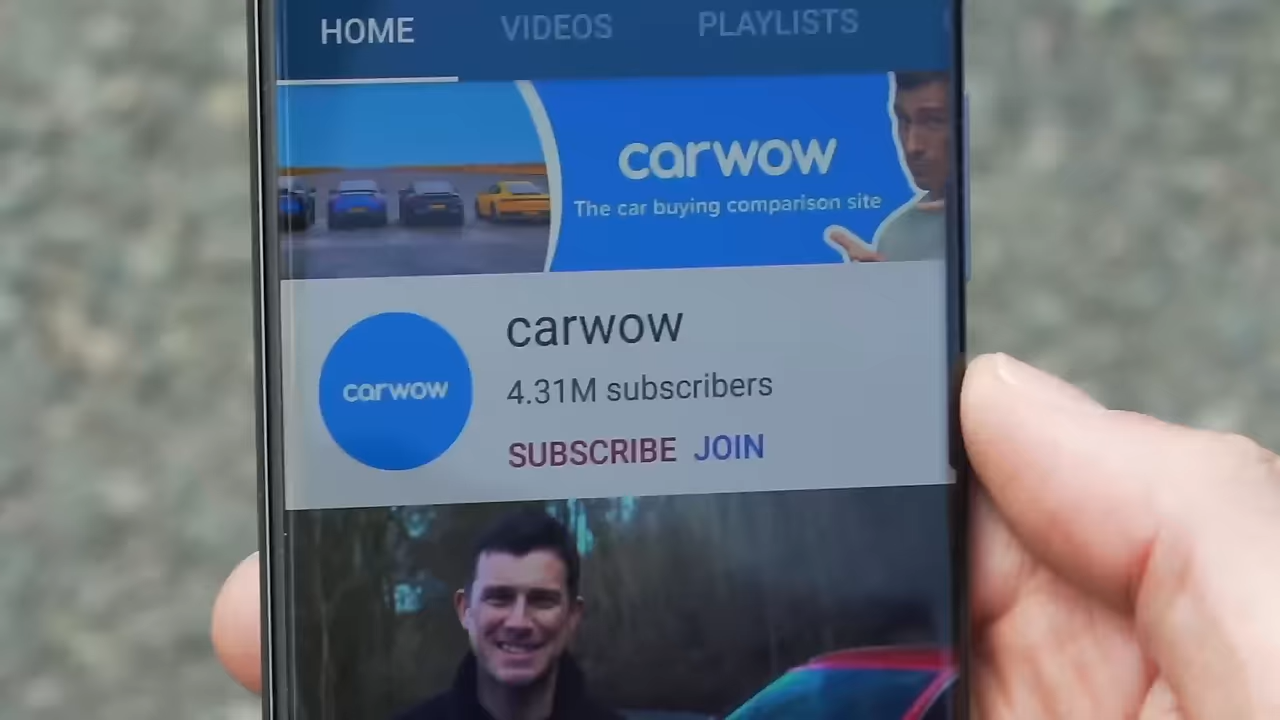 HOME VIDEOS PLAYLISTS
carwow
The car buying comparison site
carwow
carwow
4.31M subscribers
SUBSCRIBE JOIN